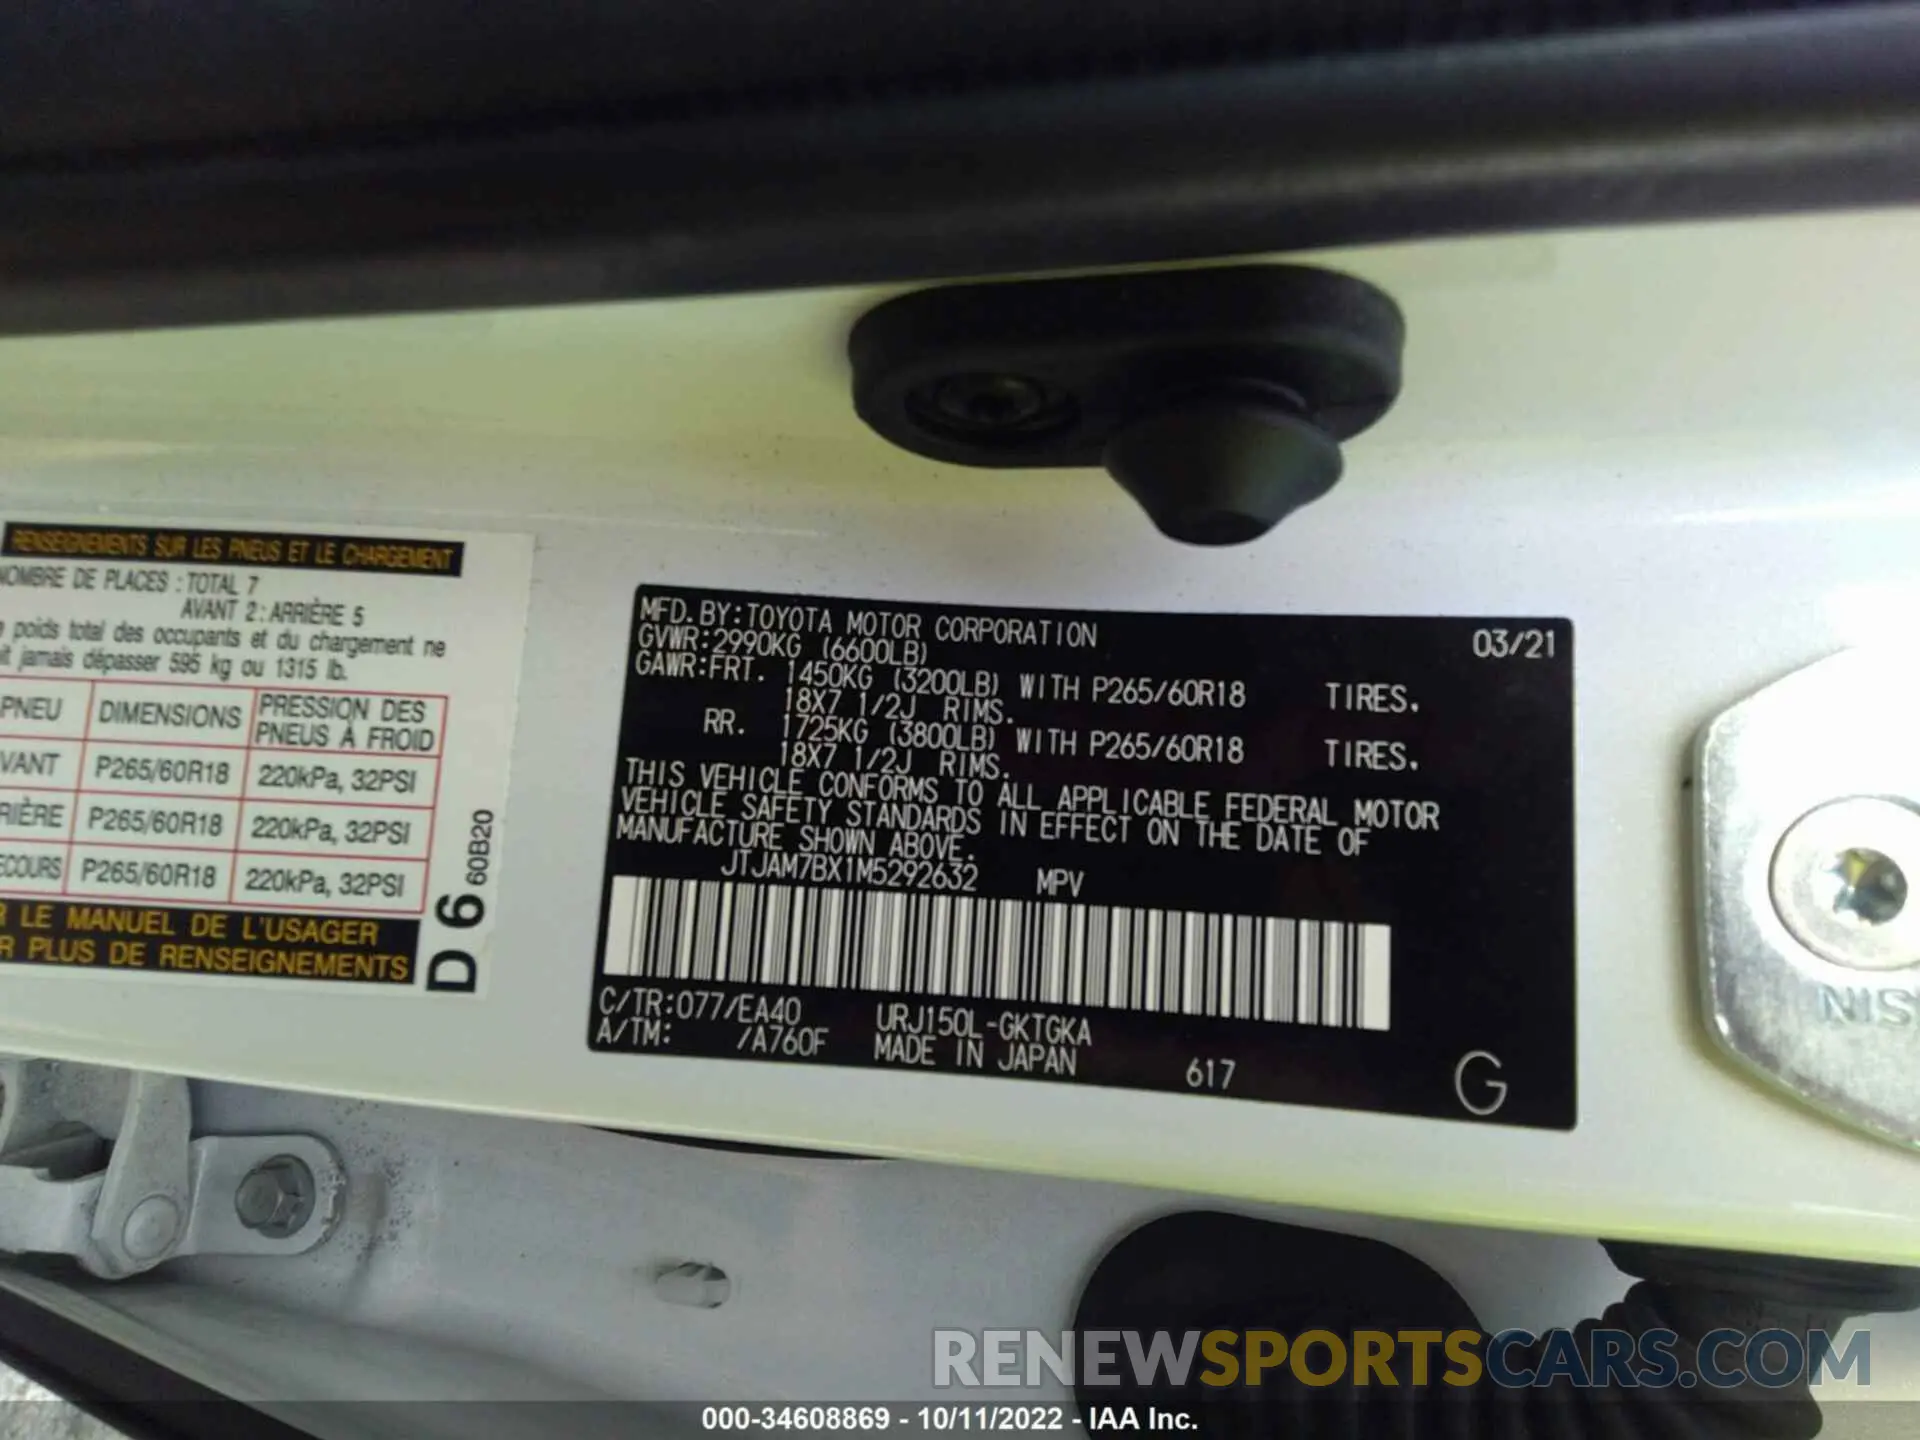 RENSEIGNEMENTS SUR LES PNEUS ET LE CHARGEMENT
NOMBRE DE PLACES : TOTAL 7
AVANT 2 : ARRIÈRE 5
poids total des occupants et du chargement ne
jamais dépasser 595 kg ou 1315 lb.
PNEU DIMENSIONS PRESSION DES PNEUS À FROID
VANT P265/60R18 220kPa, 32PSI
RIÈRE P265/60R18 220kPa, 32PSI
ECOURS P265/60R18 220kPa, 32PSI
R LE MANUEL DE L'USAGER
R PLUS DE RENSEIGNEMENTS
D6 60B20
MFD. BY: TOYOTA MOTOR CORPORATION 03/21
GVWR: 2990KG (6600LB)
GAWR: FRT. 1450KG (3200LB) WITH P265/60R18 TIRES.
18X7 1/2J RIMS.
RR. 1725KG (3800LB) WITH P265/60R18 TIRES.
18X7 1/2J RIMS.
THIS VEHICLE CONFORMS TO ALL APPLICABLE FEDERAL MOTOR
VEHICLE SAFETY STANDARDS IN EFFECT ON THE DATE OF
MANUFACTURE SHOWN ABOVE.
JTJAM7BX1M5292632 MPV
C/TR: 077/EA40 URJ150L-GKTGKA
A/TM: /A760F MADE IN JAPAN 617 G
NIS
RENEWSPORTSCARS.COM
000-34608869 - 10/11/2022 - IAA Inc.